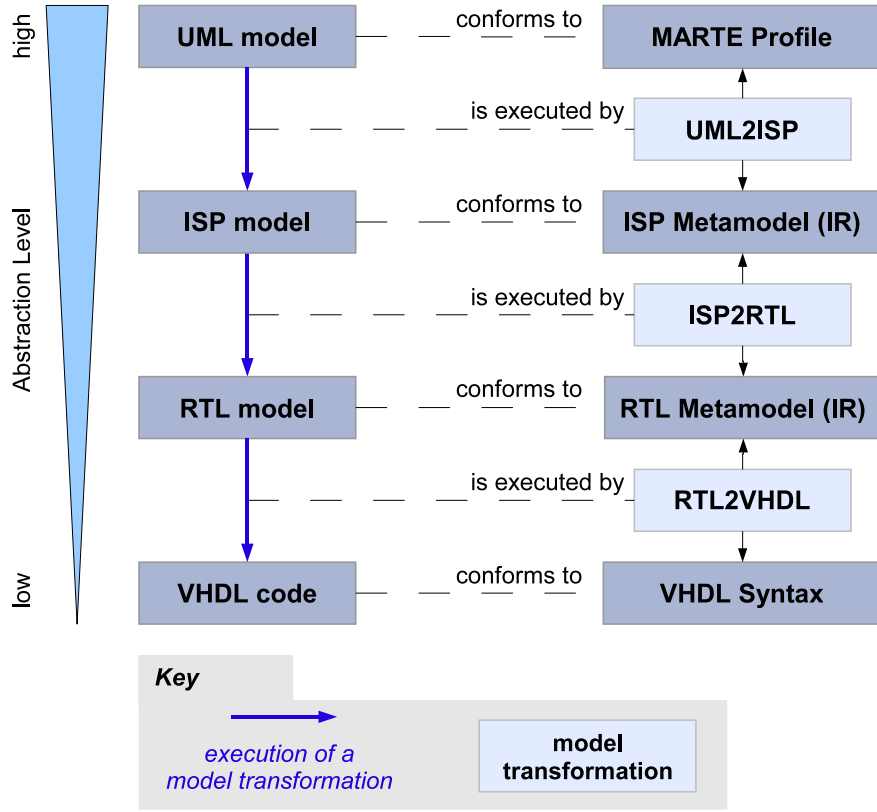 high
UML model
conforms to
MARTE Profile
is executed by
UML2ISP
Abstraction Level
ISP model
conforms to
ISP Metamodel (IR)
is executed by
ISP2RTL
RTL model
conforms to
RTL Metamodel (IR)
is executed by
RTL2VHDL
low
VHDL code
conforms to
VHDL Syntax
Key
execution of a
model transformation
model
transformation